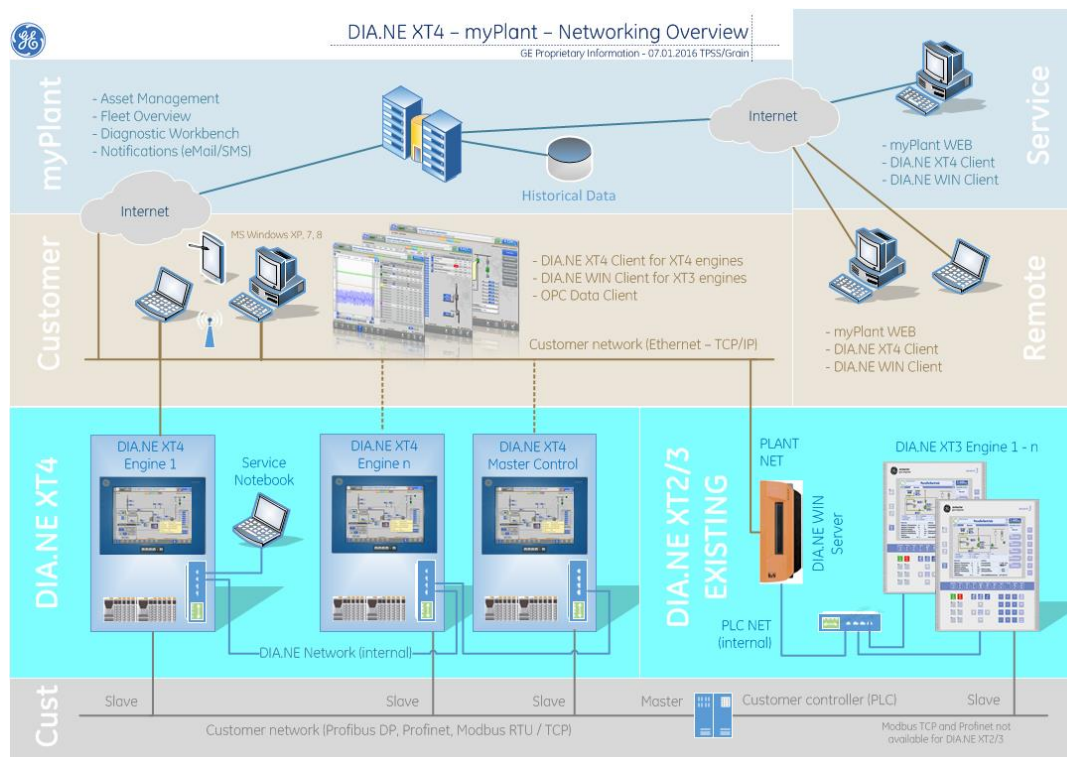 DIA.NE XT4 – myPlant – Networking Overview
GE Proprietary Information - 07.01.2016 TPSS/Grain
myPlant
- Asset Management
- Fleet Overview
- Diagnostic Workbench
- Notifications (eMail/SMS)
Historical Data
Internet
Internet
Service
- myPlant WEB
- DIA.NE XT4 Client
- DIA.NE WIN Client
Customer
MS Windows XP, 7, 8
- DIA.NE XT4 Client for XT4 engines
- DIA.NE WIN Client for XT3 engines
- OPC Data Client
Customer network (Ethernet – TCP/IP)
Remote
- myPlant WEB
- DIA.NE XT4 Client
- DIA.NE WIN Client
DIA.NE XT4
DIA.NE XT4
Engine 1
Service
Notebook
DIA.NE XT4
Engine n
DIA.NE XT4
Master Control
DIA.NE Network (internal)
DIA.NE XT2/3
EXISTING
PLANT
NET
DIA.NE WIN
Server
DIA.NE XT3 Engine 1 - n
PLC NET
(internal)
Cust
Slave
Slave
Slave
Master
Customer controller (PLC)
Slave
Customer network (Profibus DP, Profinet, Modbus RTU / TCP)
Modbus TCP and Profinet not
available for DIA.NE XT2/3